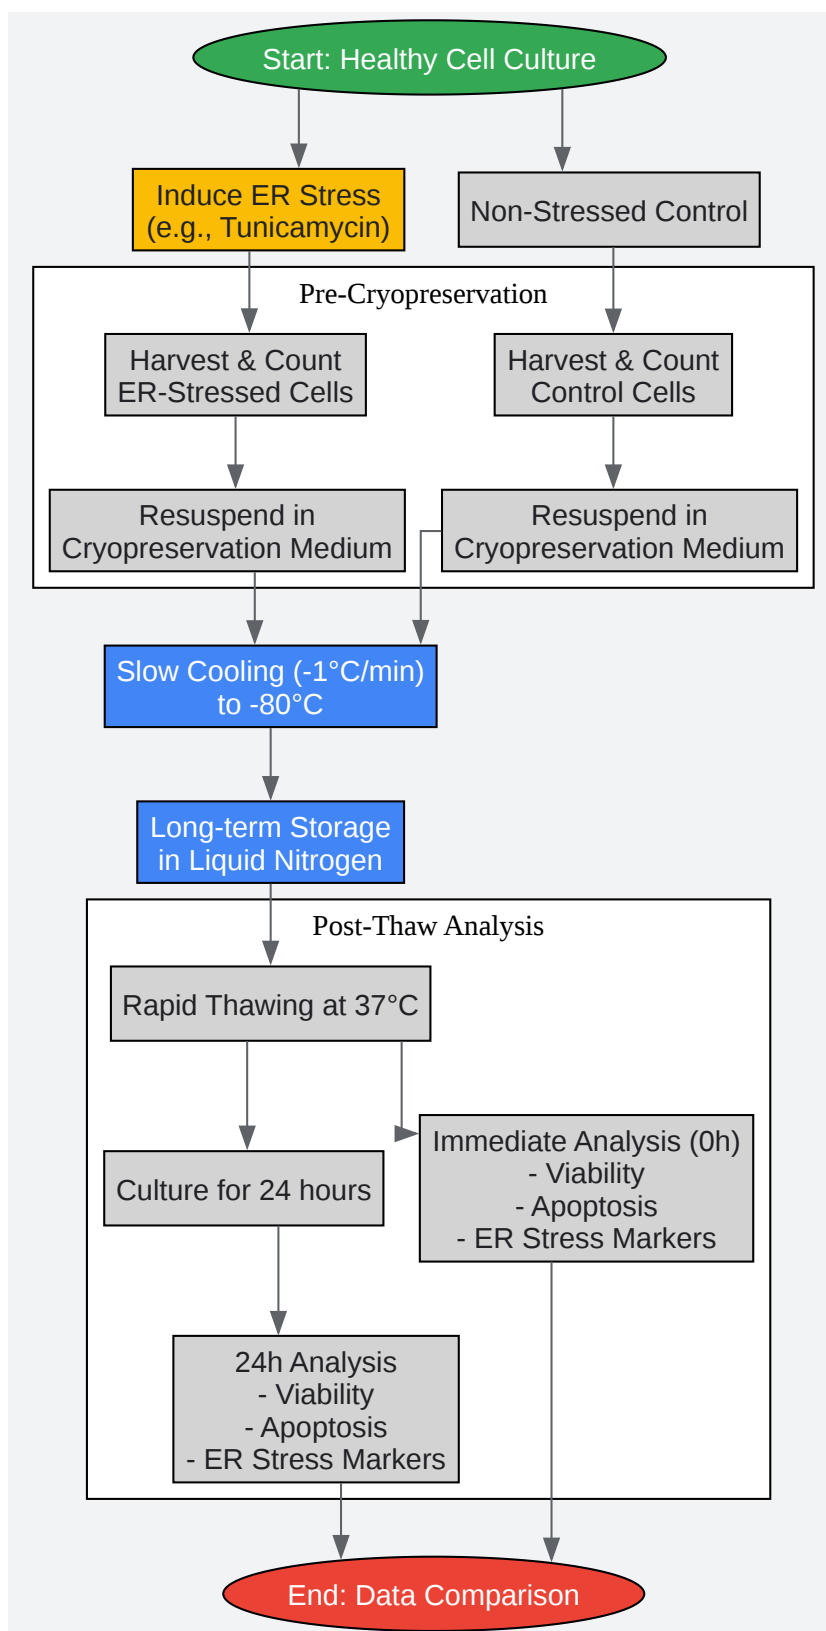 Start: Healthy Cell Culture
Induce ER Stress
(e.g., Tunicamycin)
Non-Stressed Control
Pre-Cryopreservation
Harvest & Count
ER-Stressed Cells
Harvest & Count
Control Cells
Resuspend in
Cryopreservation Medium
Resuspend in
Cryopreservation Medium
Slow Cooling (-1°C/min)
to -80°C
Long-term Storage
in Liquid Nitrogen
Post-Thaw Analysis
Rapid Thawing at 37°C
Immediate Analysis (0h)
- Viability
- Apoptosis
- ER Stress Markers
Culture for 24 hours
24h Analysis
- Viability
- Apoptosis
- ER Stress Markers
End: Data Comparison